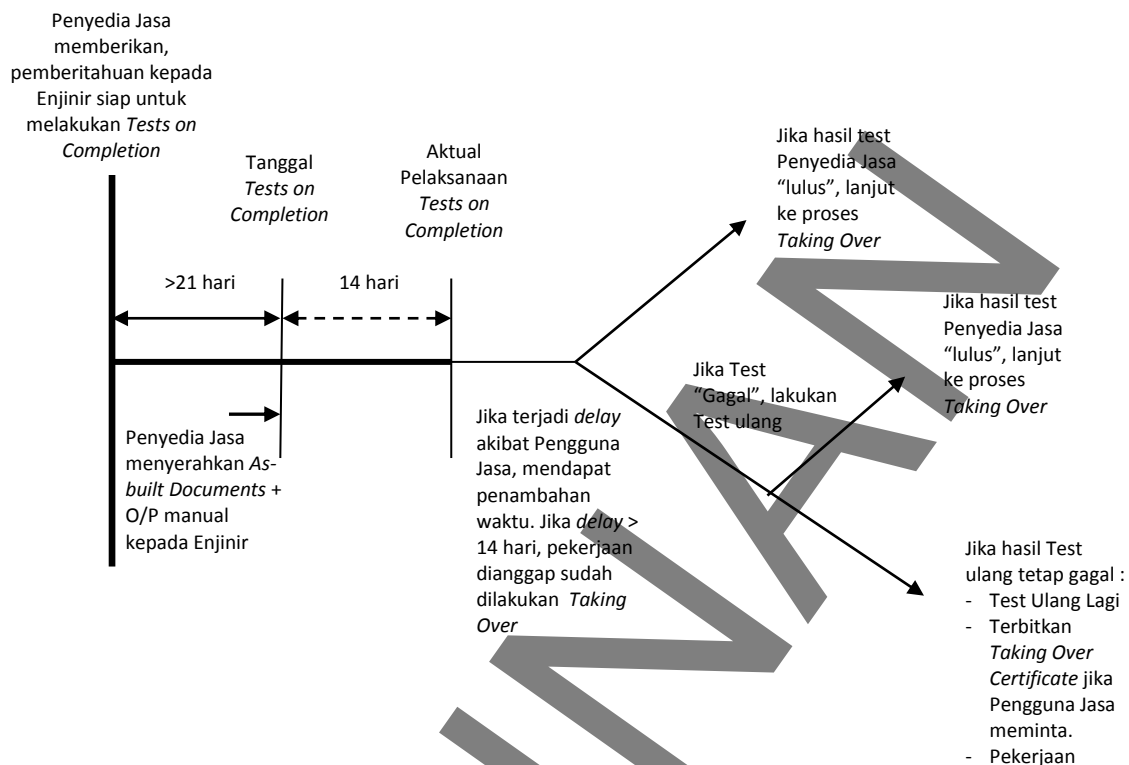 Penyedia Jasa
memberikan,
pemberitahuan kepada
Enjinir siap untuk
melakukan Tests on
Completion
Tanggal
Tests on
Completion
Aktual
Pelaksanaan
Tests on
Completion
>21 hari
14 hari
Penyedia Jasa
menyerahkan As-
built Documents +
O/P manual
kepada Enjinir
Jika terjadi delay
akibat Pengguna
Jasa, mendapat
penambahan
waktu. Jika delay >
14 hari, pekerjaan
dianggap sudah
dilakukan Taking
Over
Jika hasil test
Penyedia Jasa
“lulus”, lanjut
ke proses
Taking Over
Jika Test
“Gagal”, lakukan
Test ulang
Jika hasil test
Penyedia Jasa
“lulus”, lanjut
ke proses
Taking Over
Jika hasil Test
ulang tetap gagal :
- Test Ulang Lagi
- Terbitkan
Taking Over
Certificate jika
Pengguna Jasa
meminta.
- Pekerjaan